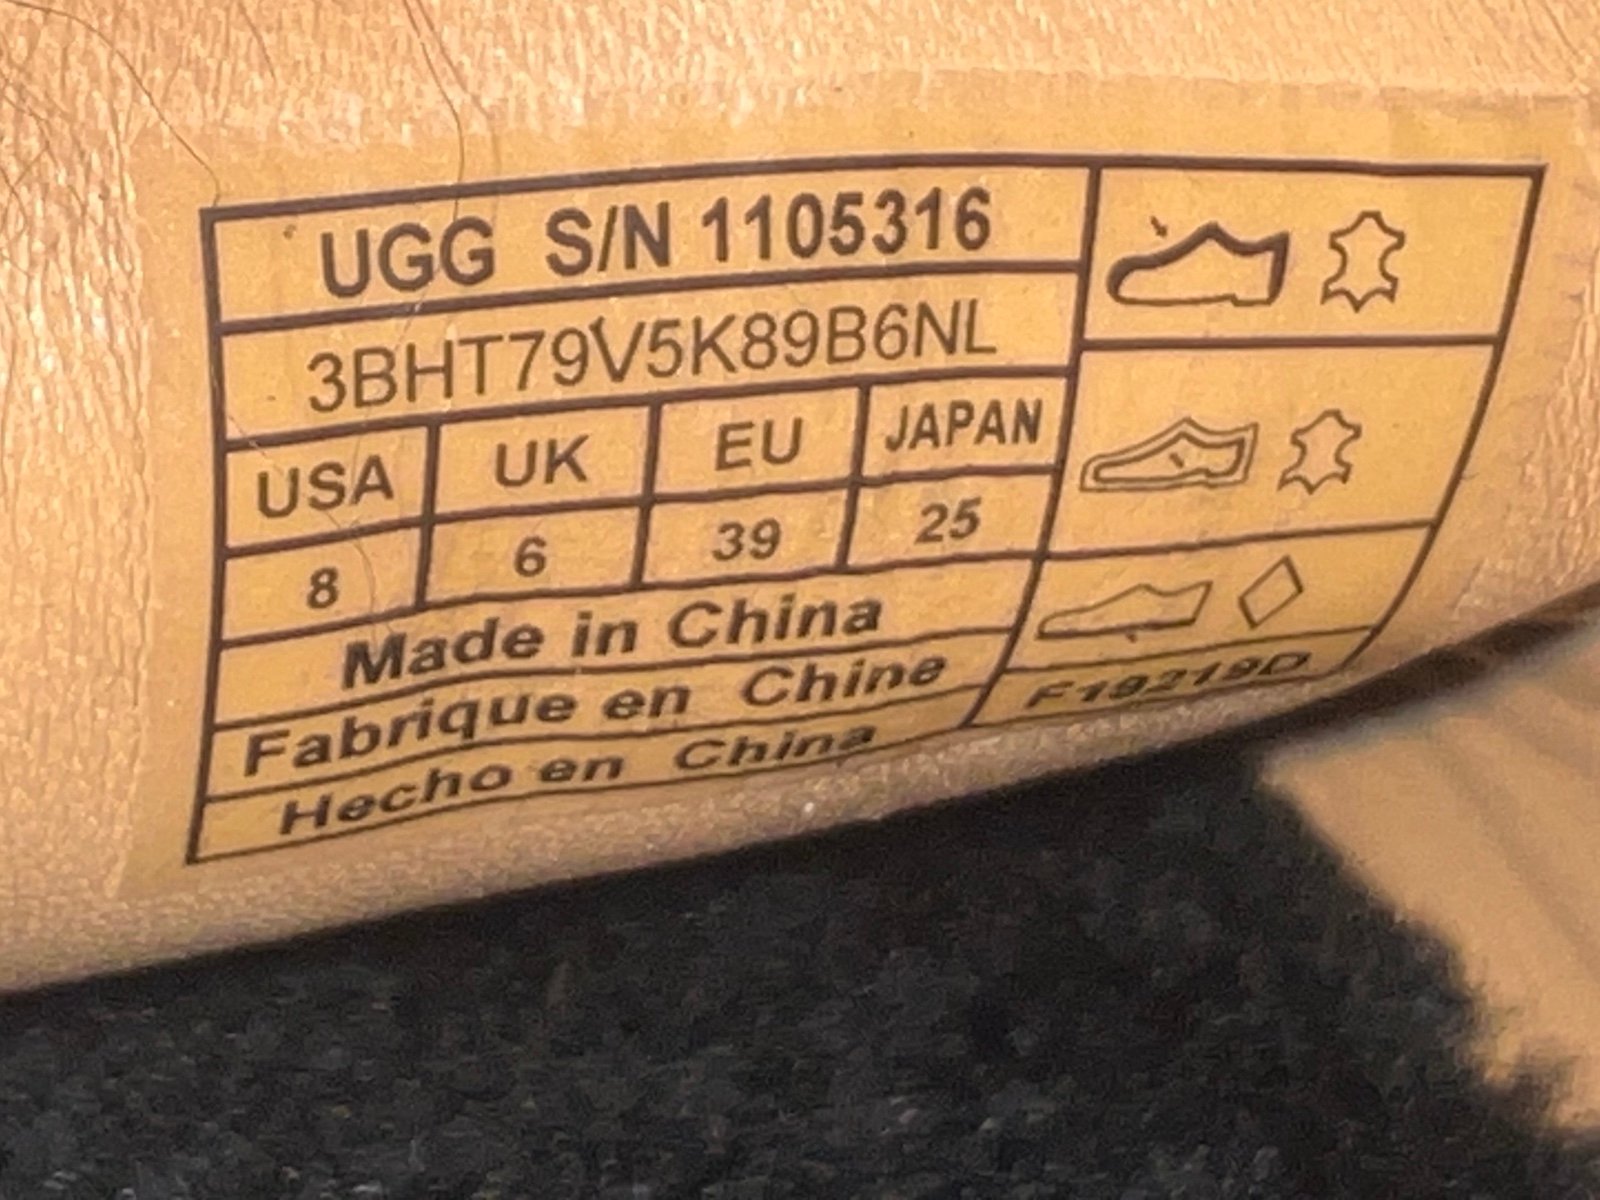 UGG S/N 1105316
3BHT79V5K89B6NL
USA UK EU JAPAN
8 6 39 25
Made in China
Fabrique en Chine
Hecho en China
F19219D